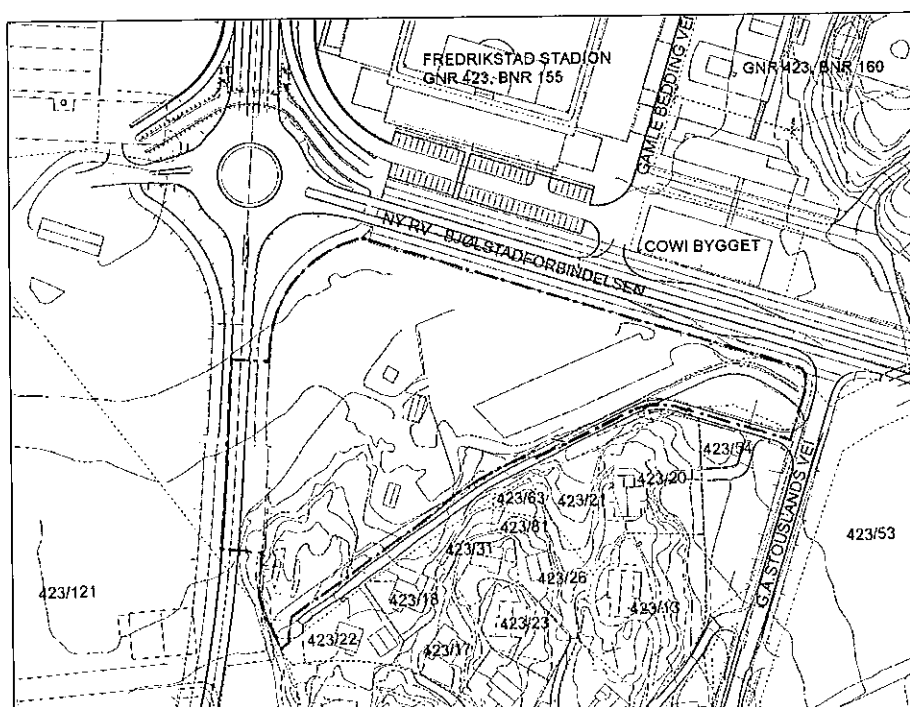 FREDRIKSTAD STADION
GNR 423, BNR 155
GAMLE BEDDING VEI
GNR 423, BNR 160
NY RV - BJØLSTADFORBINDELSEN
COWI BYGGET
423/54
423/20
423/63
423/21
423/81
423/31
423/26
423/18
423/23
423/13
423/22
423/17
GÅSTOUSLANDS VEI
423/53
423/121